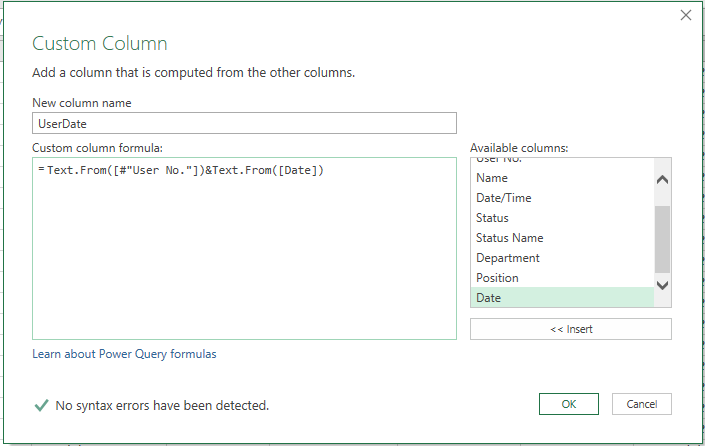 Custom Column
Add a column that is computed from the other columns.
New column name
UserDate
Custom column formula:
Available columns:
=Text.From([#"User No."])&Text.From([Date])
User No.
Name
Date/Time
Status
Status Name
Department
Position
Date
<< Insert
Learn about Power Query formulas
No syntax errors have been detected.
OK
Cancel